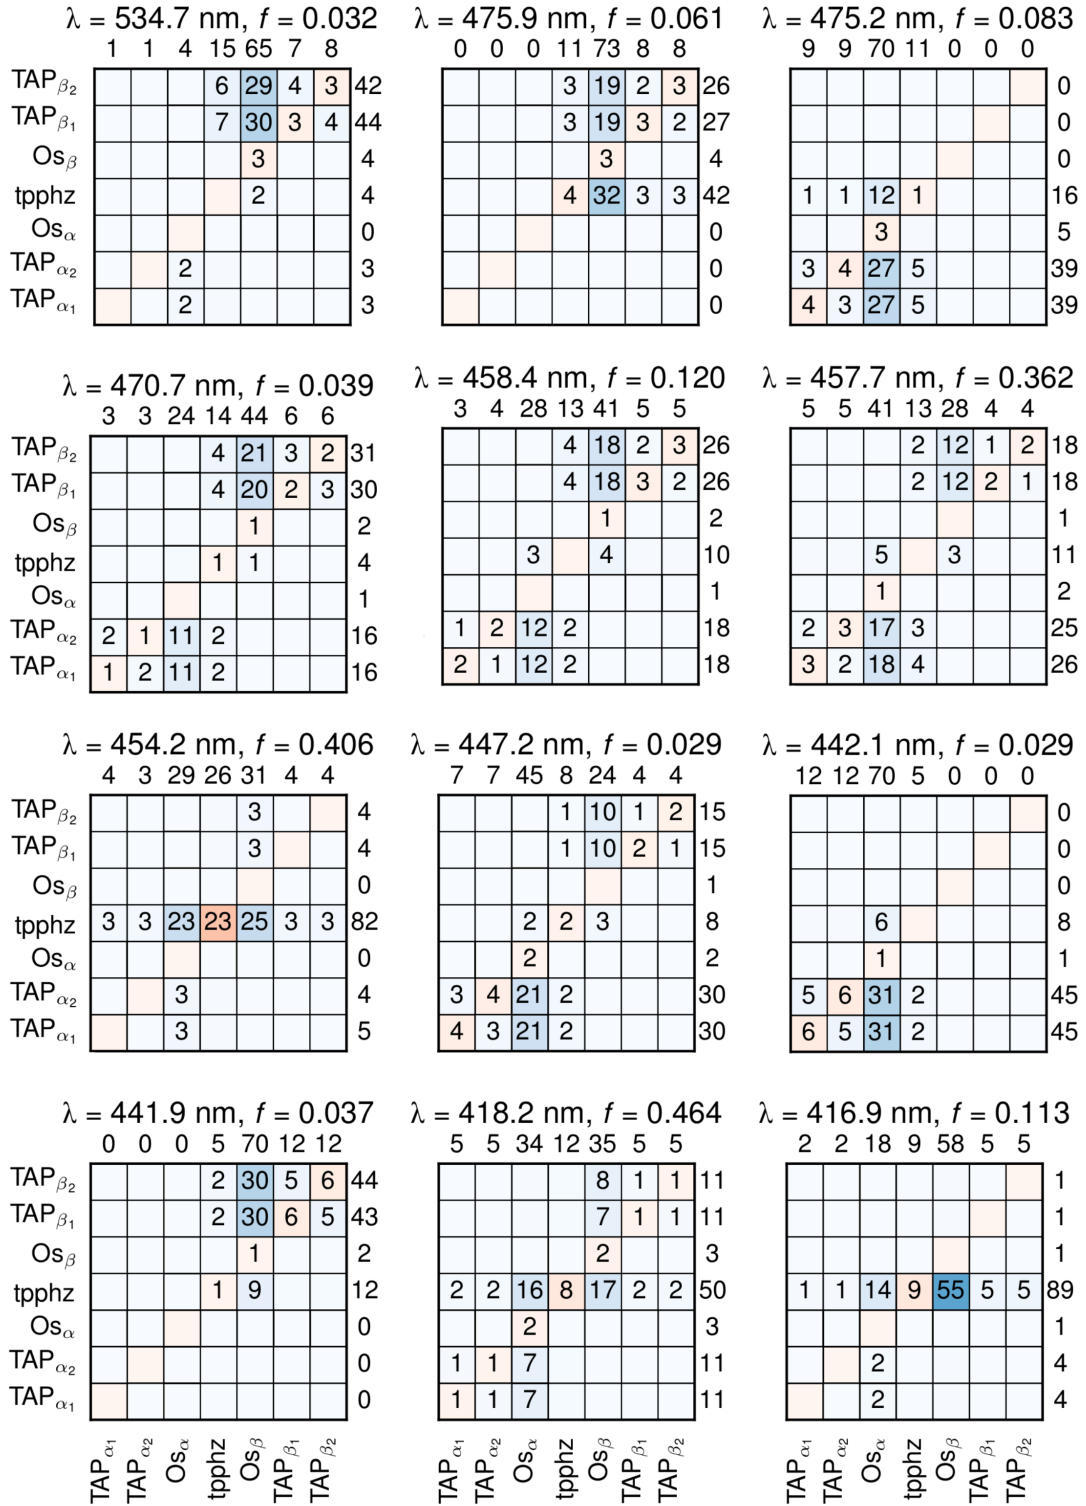 λ = 534.7 nm, f = 0.032
1 1 4 15 65 7 8
TAPβ2 6 29 4 3 42
TAPβ1 7 30 3 4 44
Osβ 3 4
tpphz 2 4
Osα 0
TAPα2 2 3
TAPα1 2 3
λ = 475.9 nm, f = 0.061
0 0 0 11 73 8 8
3 19 2 3 26
3 19 3 2 27
3 4
4 32 3 3 42
0
0
0
λ = 475.2 nm, f = 0.083
9 9 70 11 0 0 0
0
0
0
1 1 12 1 16
3 5
3 4 27 5 39
4 3 27 5 39
λ = 470.7 nm, f = 0.039
3 3 24 14 44 6 6
TAPβ2 4 21 3 2 31
TAPβ1 4 20 2 3 30
Osβ 1 2
tpphz 1 1 4
Osα 1
TAPα2 2 1 11 2 16
TAPα1 1 2 11 2 16
λ = 458.4 nm, f = 0.120
3 4 28 13 41 5 5
4 18 2 3 26
4 18 3 2 26
1 2
3 4 10
1
1 2 12 2 18
2 1 12 2 18
λ = 457.7 nm, f = 0.362
5 5 41 13 28 4 4
2 12 1 2 18
2 12 2 1 18
1
5 3 11
1 2
2 3 17 3 25
3 2 18 4 26
λ = 454.2 nm, f = 0.406
4 3 29 26 31 4 4
TAPβ2 3 4
TAPβ1 3 4
Osβ 0
tpphz 3 3 23 23 25 3 3 82
Osα 0
TAPα2 3 4
TAPα1 3 5
λ = 447.2 nm, f = 0.029
7 7 45 8 24 4 4
1 10 1 2 15
1 10 2 1 15
1
2 2 3 8
2 2
3 4 21 2 30
4 3 21 2 30
λ = 442.1 nm, f = 0.029
12 12 70 5 0 0 0
0
0
0
6 8
1 1
5 6 31 2 45
6 5 31 2 45
λ = 441.9 nm, f = 0.037
0 0 0 5 70 12 12
TAPβ2 2 30 5 6 44
TAPβ1 2 30 6 5 43
Osβ 1 2
tpphz 1 9 12
Osα 0
TAPα2 0
TAPα1 0
TAPα1 TAPα2 Osα tpphz Osβ TAPβ1 TAPβ2
λ = 418.2 nm, f = 0.464
5 5 34 12 35 5 5
8 1 1 11
7 1 1 11
2 3
2 2 16 8 17 2 2 50
2 3
1 1 7 11
1 1 7 11
TAPα1 TAPα2 Osα tpphz Osβ TAPβ1 TAPβ2
λ = 416.9 nm, f = 0.113
2 2 18 9 58 5 5
1
1
1
1 1 14 9 55 5 5 89
1
2 4
2 4
TAPα1 TAPα2 Osα tpphz Osβ TAPβ1 TAPβ2